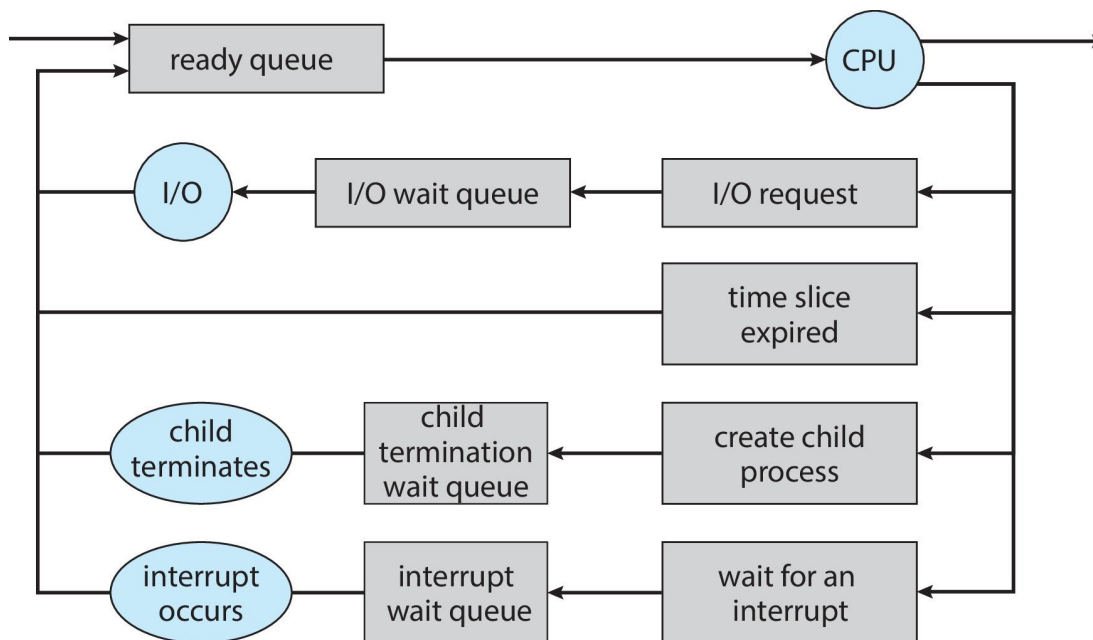 ready queue
CPU
I/O
I/O wait queue
I/O request
time slice
expired
child
terminates
child
termination
wait queue
create child
process
interrupt
occurs
interrupt
wait queue
wait for an
interrupt